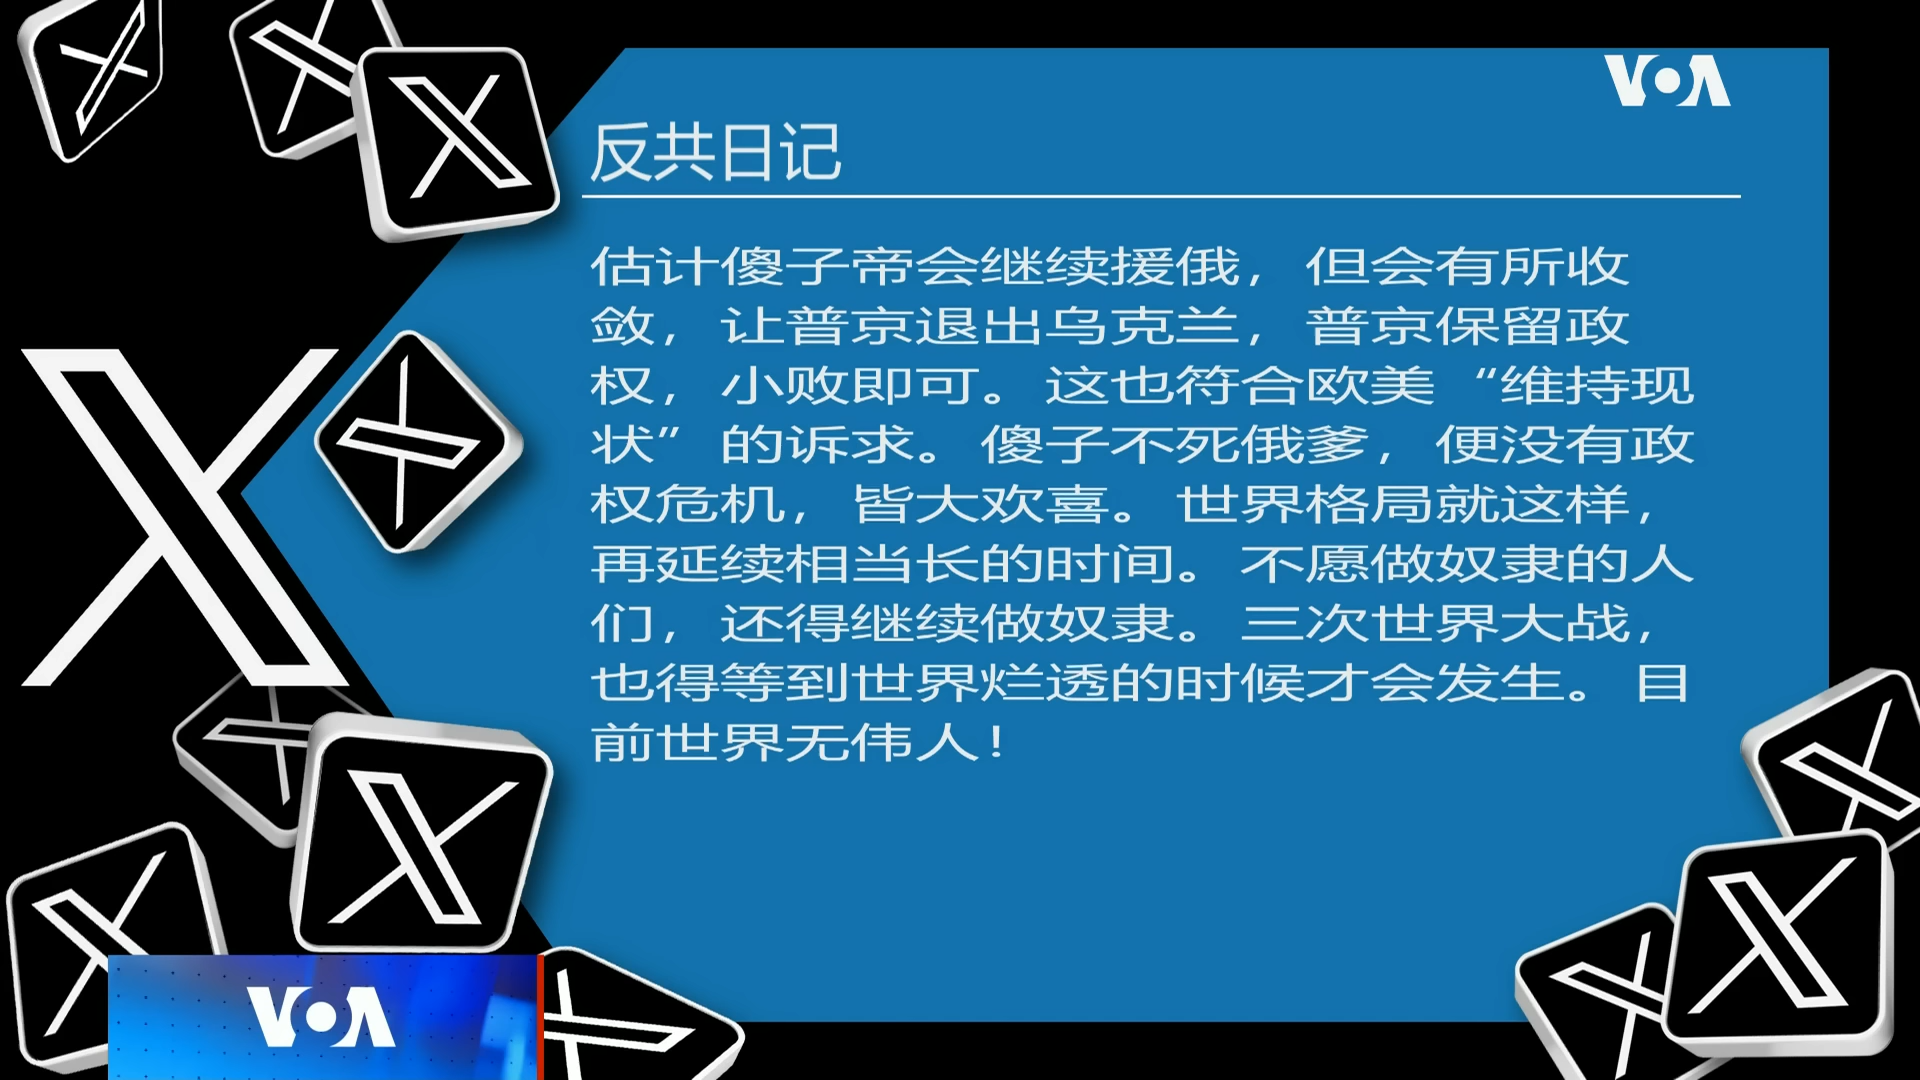 VOA
反共日记
估计傻子帝会继续援俄，但会有所收
敛，让普京退出乌克兰，普京保留政
权，小败即可。这也符合欧美“维持现
状”的诉求。傻子不死俄爹，便没有政
权危机，皆大欢喜。世界格局就这样，
再延续相当长的时间。不愿做奴隶的人
们，还得继续做奴隶。三次世界大战，
也得等到世界烂透的时候才会发生。目
前世界无伟人！
VOA